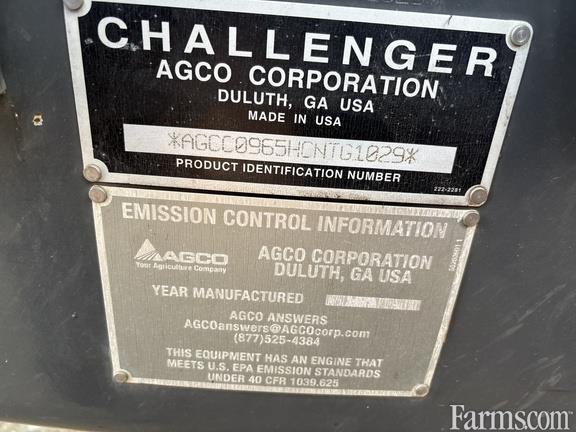 CHALLENGER
AGCO CORPORATION
DULUTH, GA USA
MADE IN USA
*AGCC0965HCNTG1029*
PRODUCT IDENTIFICATION NUMBER
222-2281
EMISSION CONTROL INFORMATION
AGCO
Your Agriculture Company
AGCO CORPORATION
DULUTH, GA USA
YEAR MANUFACTURED
AGCO ANSWERS
AGCOanswers@AGCOcorp.com
(877)525-4384
THIS EQUIPMENT HAS AN ENGINE THAT
MEETS U.S. EPA EMISSION STANDARDS
UNDER 40 CFR 1039.625
Farms.com